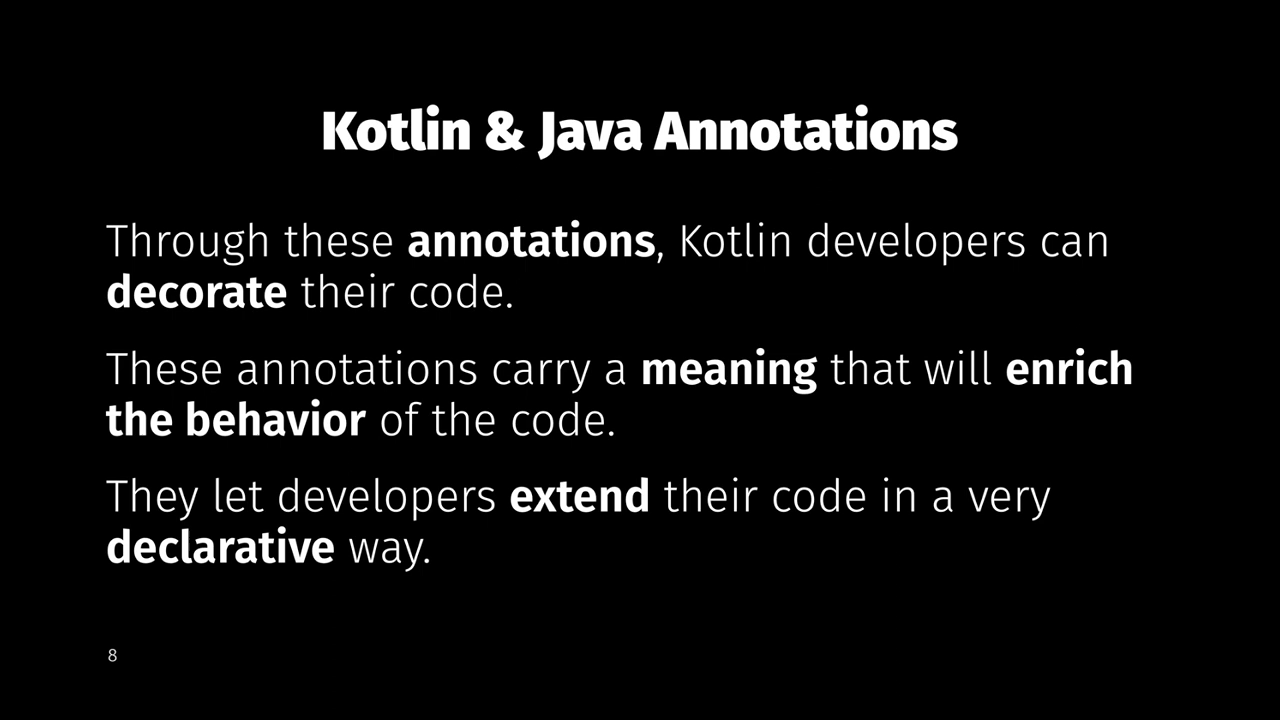 Kotlin & Java Annotations
Through these annotations, Kotlin developers can
decorate their code.
These annotations carry a meaning that will enrich
the behavior of the code.
They let developers extend their code in a very
declarative way.
8